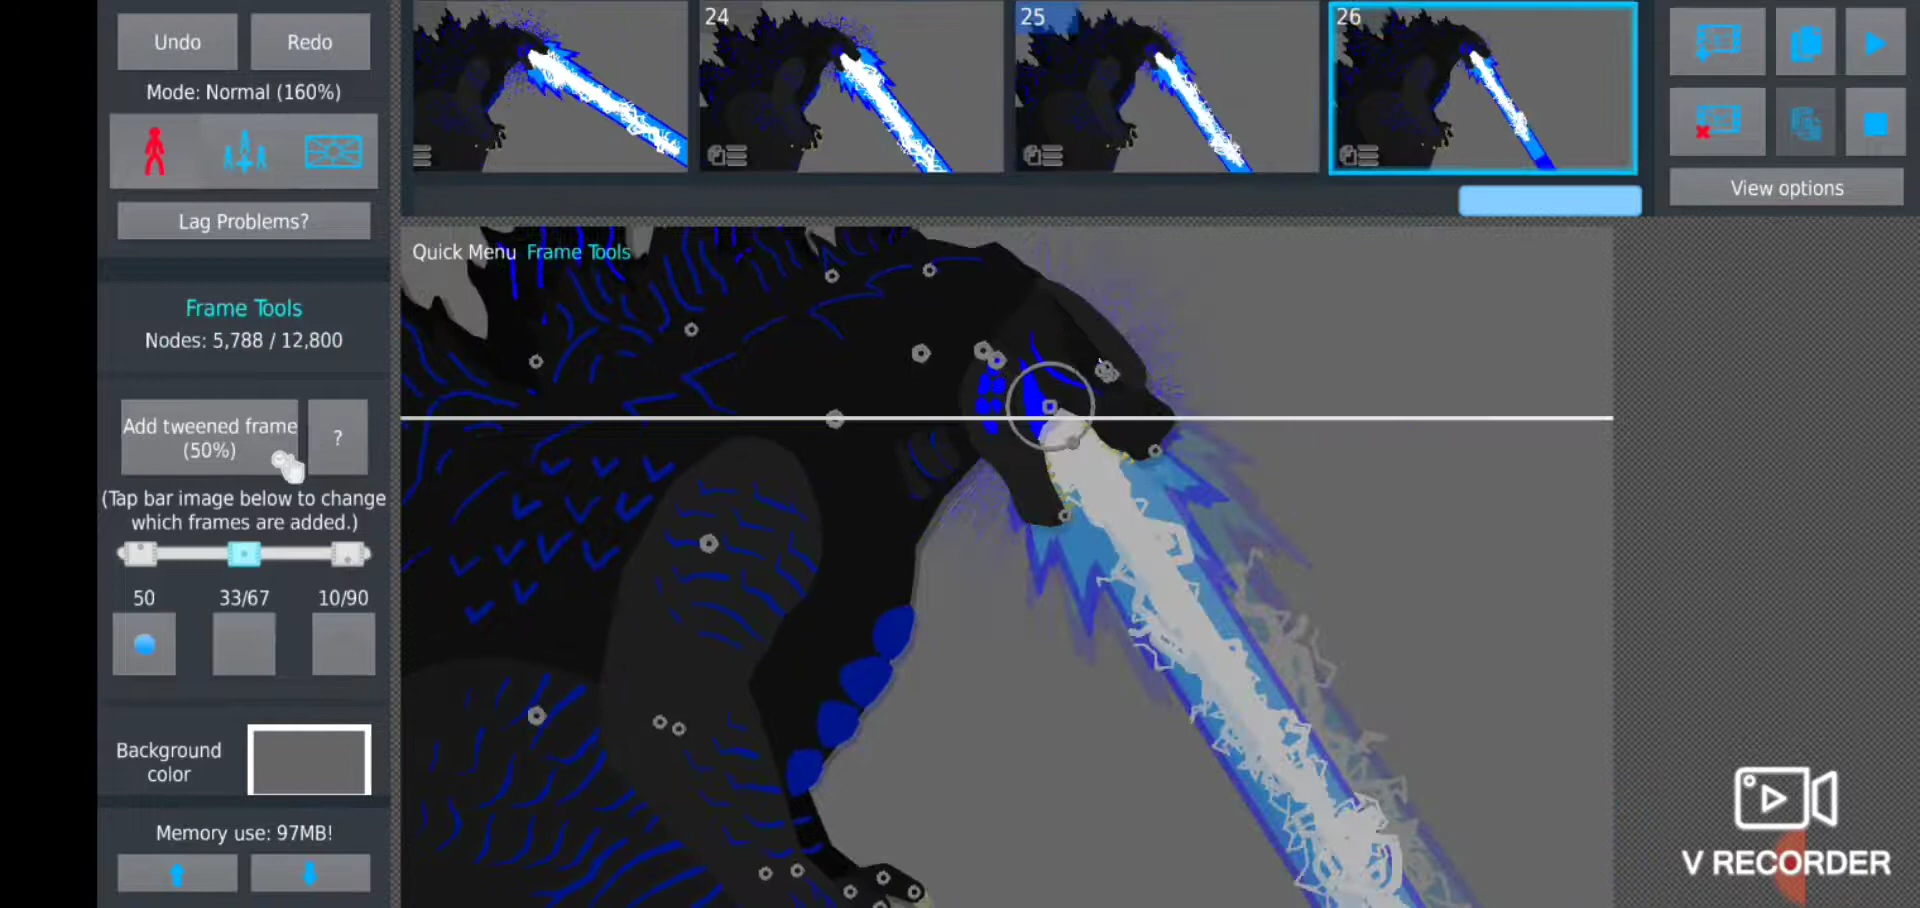 Undo
Redo
Mode: Normal (160%)
Lag Problems?
Frame Tools
Nodes: 5,788 / 12,800
Add tweened frame
(50%)
?
(Tap bar image below to change
which frames are added.)
50
33/67
10/90
Background
color
Memory use: 97MB!
24
25
26
View options
Quick Menu
Frame Tools
V RECORDER